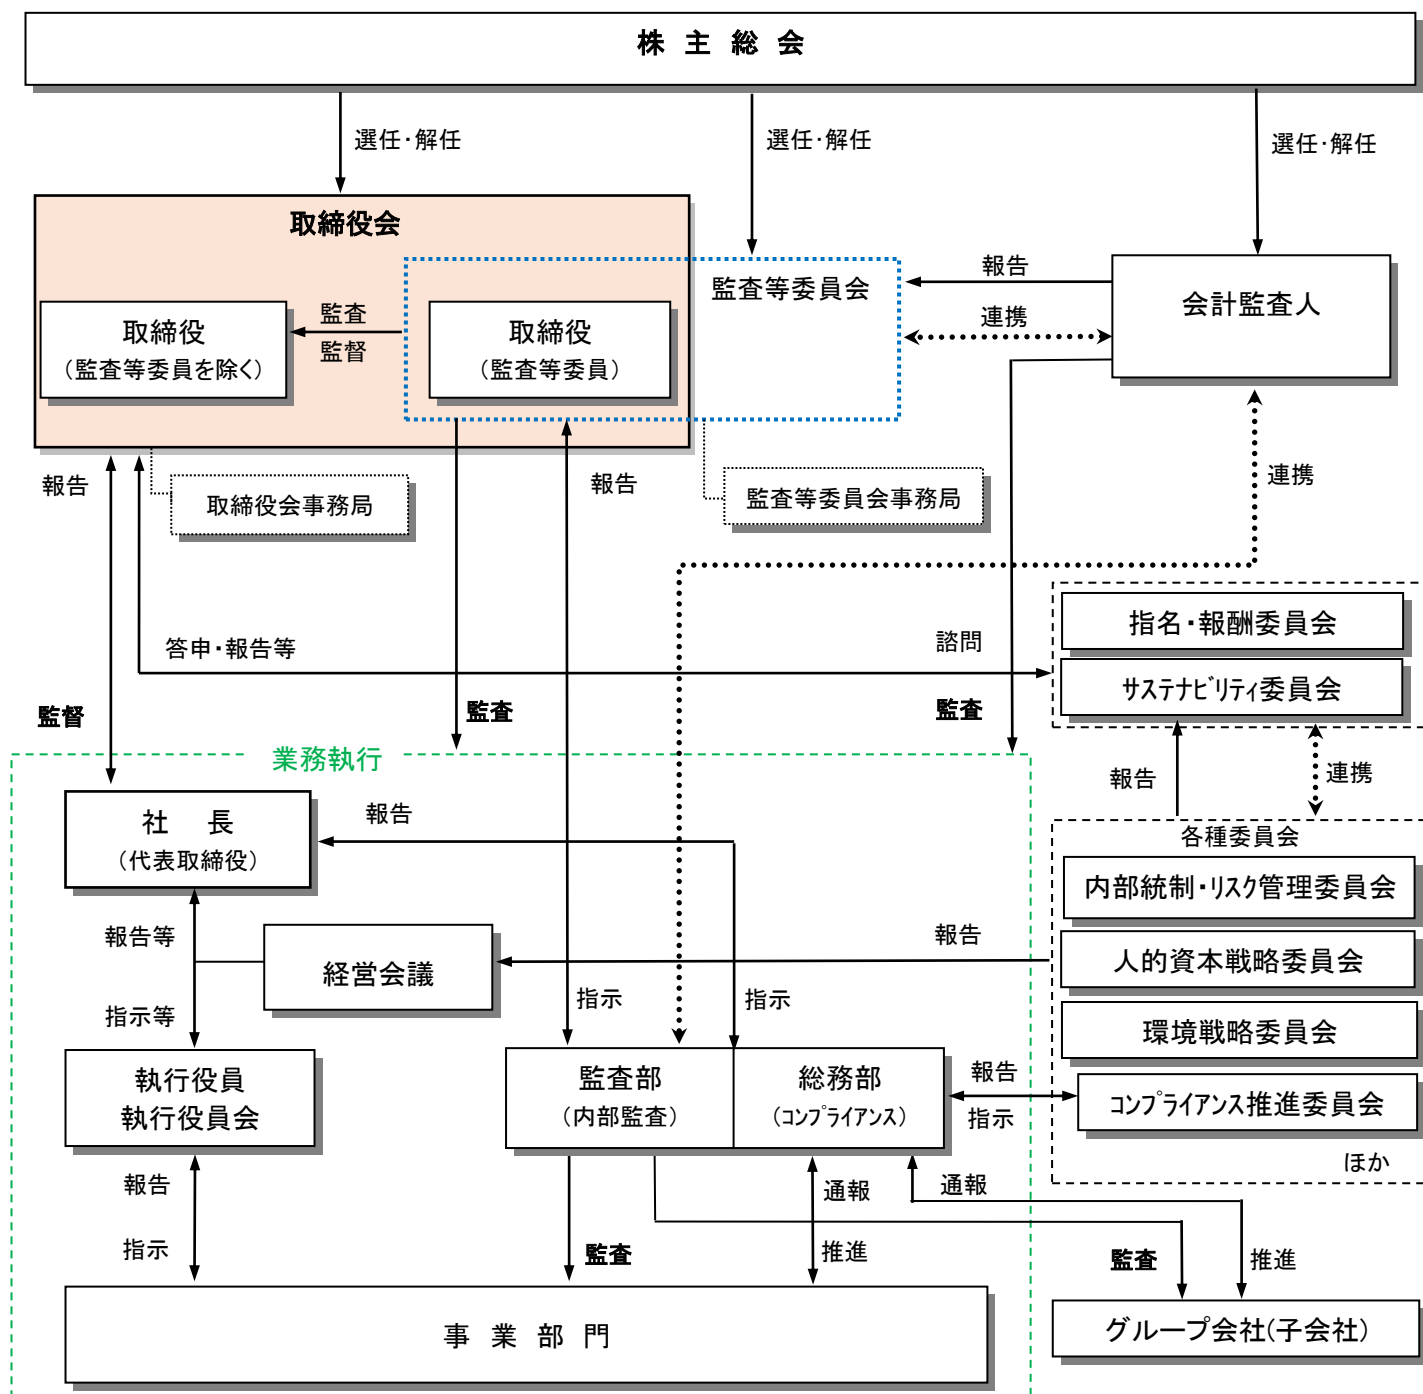 株 主 総 会
選任・解任
選任・解任
選任・解任
取締役会
監査等委員会
報告
連携
会計監査人
取締役
(監査等委員を除く)
監査
監督
取締役
(監査等委員)
報告
取締役会事務局
報告
監査等委員会事務局
連携
指名・報酬委員会
答申・報告等
諮問
サステナビリティ委員会
監督
監査
監査
業務執行
報告
連携
社 長
(代表取締役)
報告
各種委員会
内部統制・リスク管理委員会
報告等
経営会議
報告
人的資本戦略委員会
指示等
指示
指示
環境戦略委員会
執行役員
執行役員会
監査部
(内部監査)
総務部
(コンプライアンス)
報告
指示
コンプライアンス推進委員会
ほか
報告
通報
通報
指示
監査
推進
監査
推進
事 業 部 門
グループ会社(子会社)